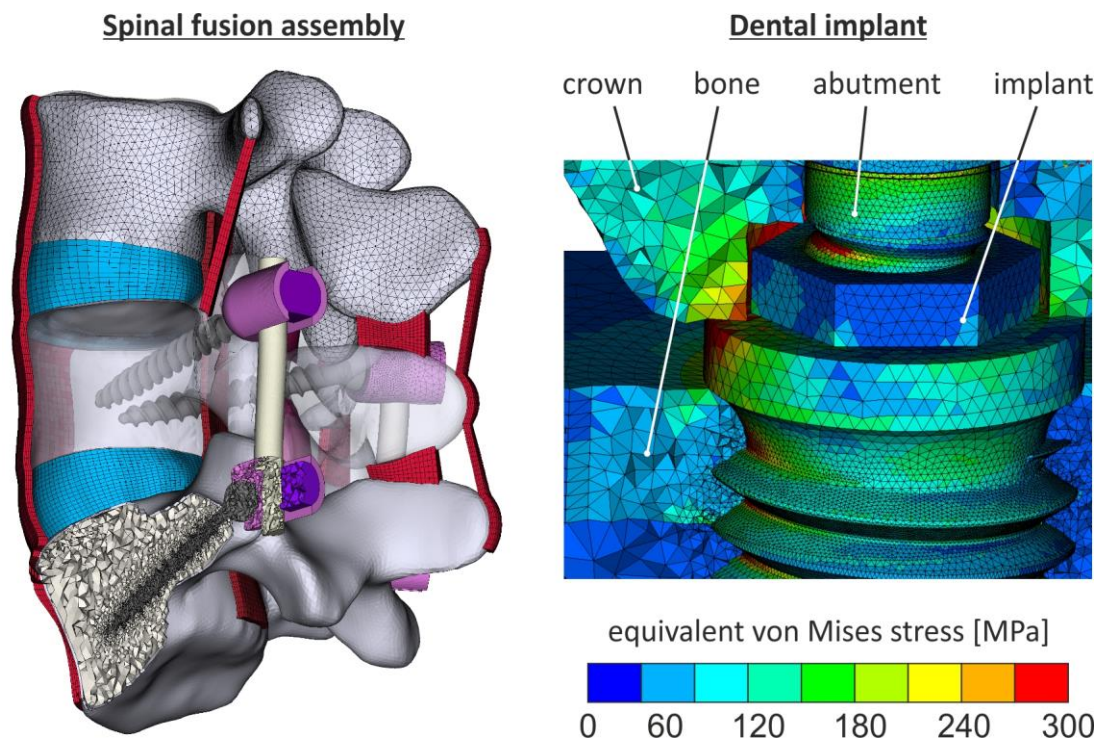 Spinal fusion assembly
Dental implant
crown bone abutment implant
equivalent von Mises stress [MPa]
0 60 120 180 240 300